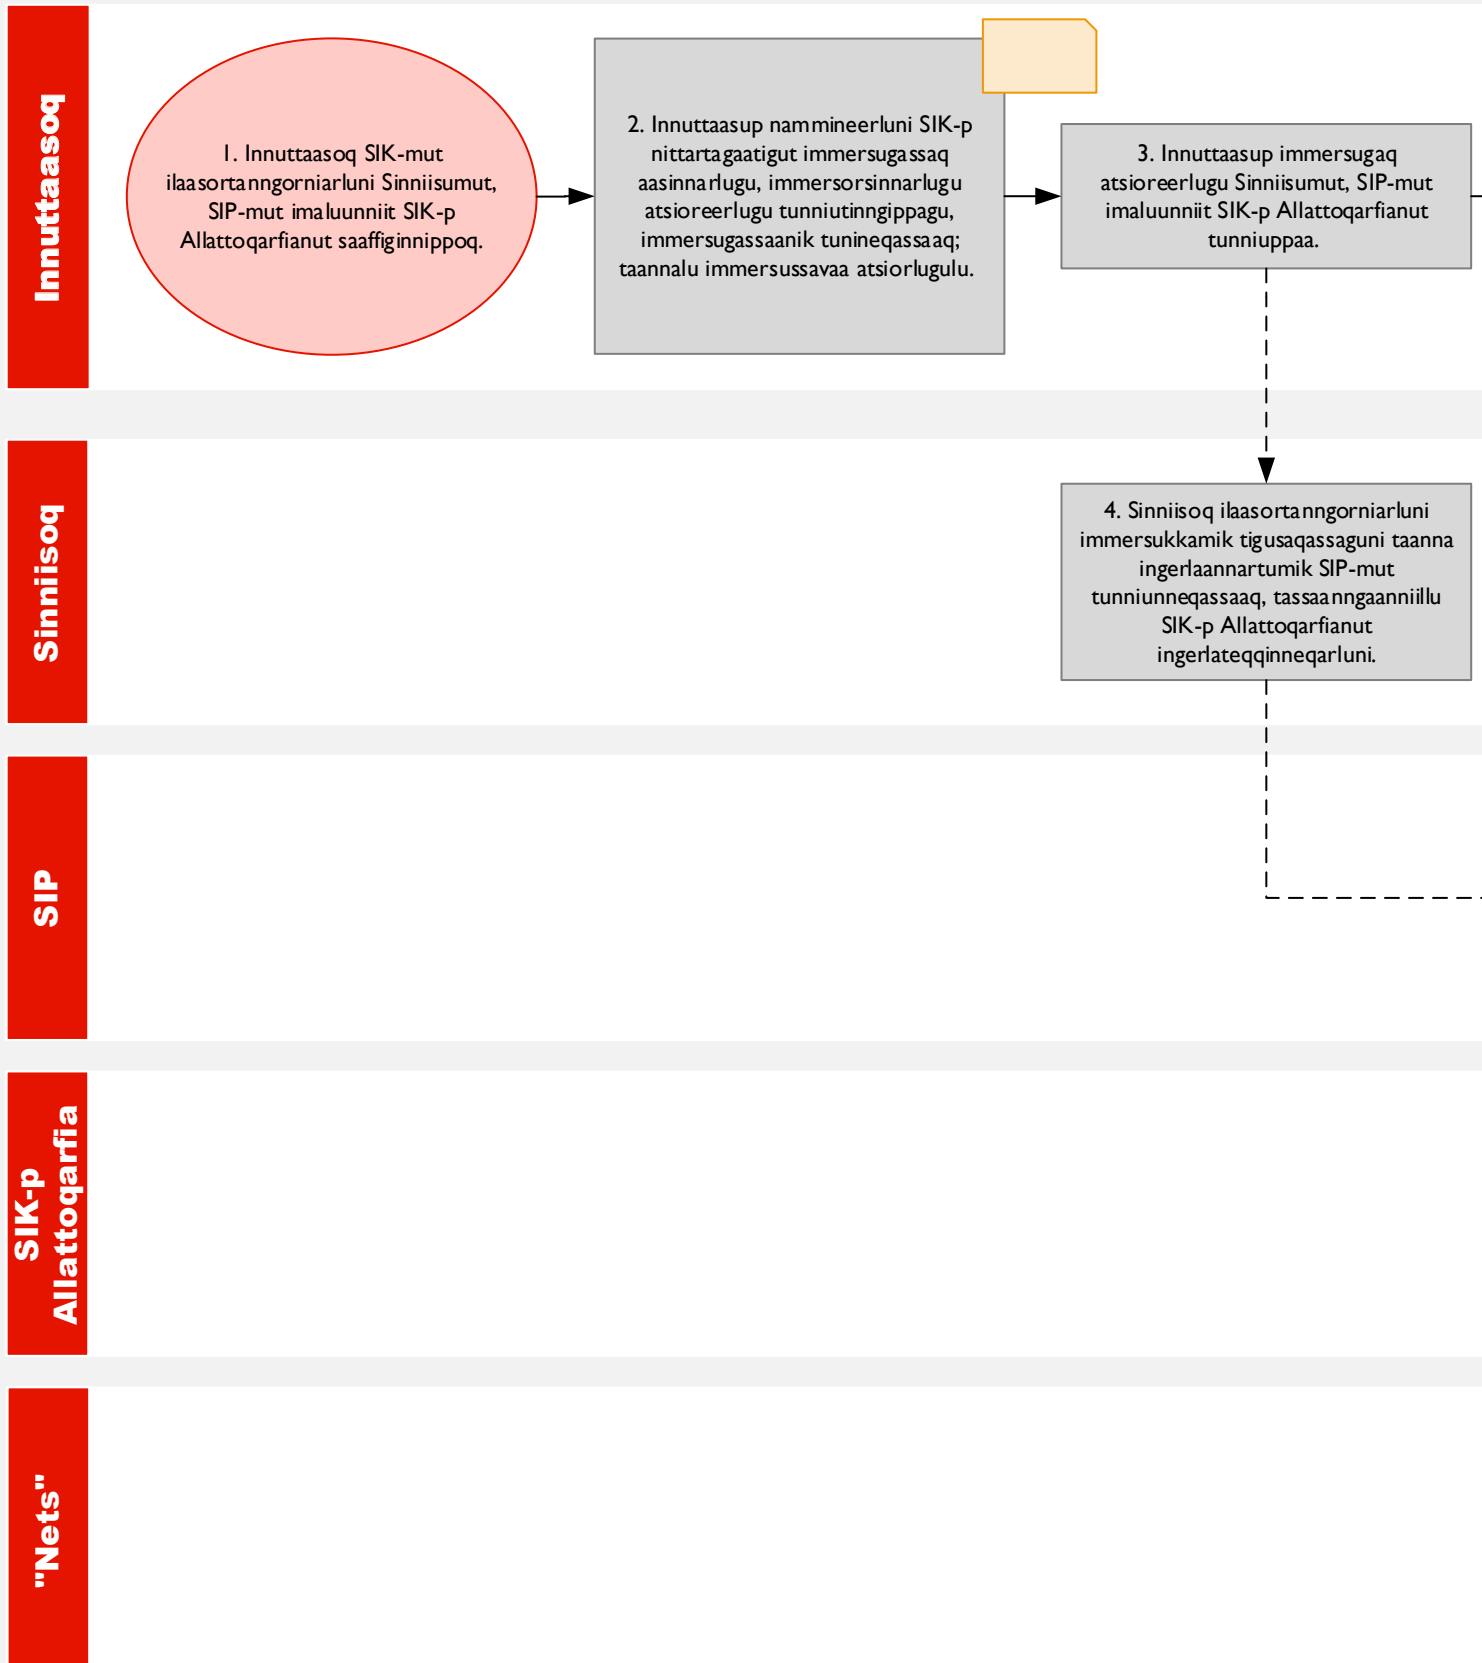 Innuttaasoq
1. Innuttaasoq SIK-mut
ilaasortanngorniarluni Sinniisumut,
SIP-mut imaluunniit SIK-p
Allattoqarfianut saaffiginnippoq.
2. Innuttaasup nammineerluni SIK-p
nittartagaatigut immersugassaq
aasinnarlugu, immersorsinnarlugu
atsioreerlugu tunniutinngippagu,
immersugassaanik tunineqassaaq;
taannalu immersussavaa atsiorlugulu.
3. Innuttaasup immersugaq
atsioreerlugu Sinniisumut, SIP-mut
imaluunniit SIK-p Allattoqarfianut
tunniuppaa.
Sinniisoq
4. Sinniisoq ilaasortanngorniarluni
immersukkamik tigusaqassaguni taanna
ingerlaannartumik SIP-mut
tunniunneqassaaq, tassaanngaanniillu
SIK-p Allattoqarfianut
ingerlateqqinneqarluni.
SIP
SIK-p
Allattoqarfia
"Nets"